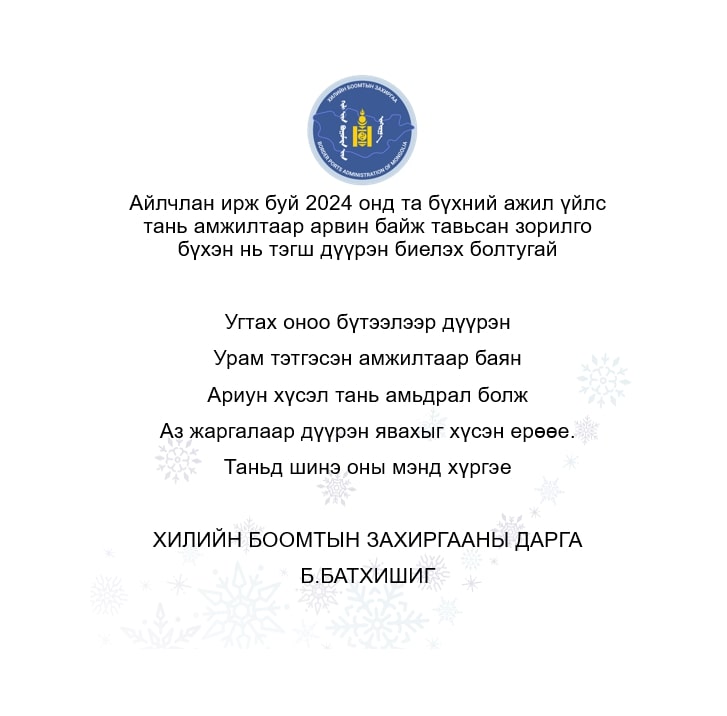 ХИЛИЙН БООМТЫН ЗАХИРГАА
BORDER PORTS ADMINISTRATION OF MONGOLIA
Айлчлан ирж буй 2024 онд та бүхний ажил үйлс
тань амжилтаар арвин байж тавьсан зорилго
бүхэн нь тэгш дүүрэн биелэх болтугай
Угтах оноо бүтээлээр дүүрэн
Урам тэтгэсэн амжилтаар баян
Ариун хүсэл тань амьдрал болж
Аз жаргалаар дүүрэн явахыг хүсэн ерөөе.
Таньд шинэ оны мэнд хүргэе
ХИЛИЙН БООМТЫН ЗАХИРГААНЫ ДАРГА
Б.БАТХИШИГ